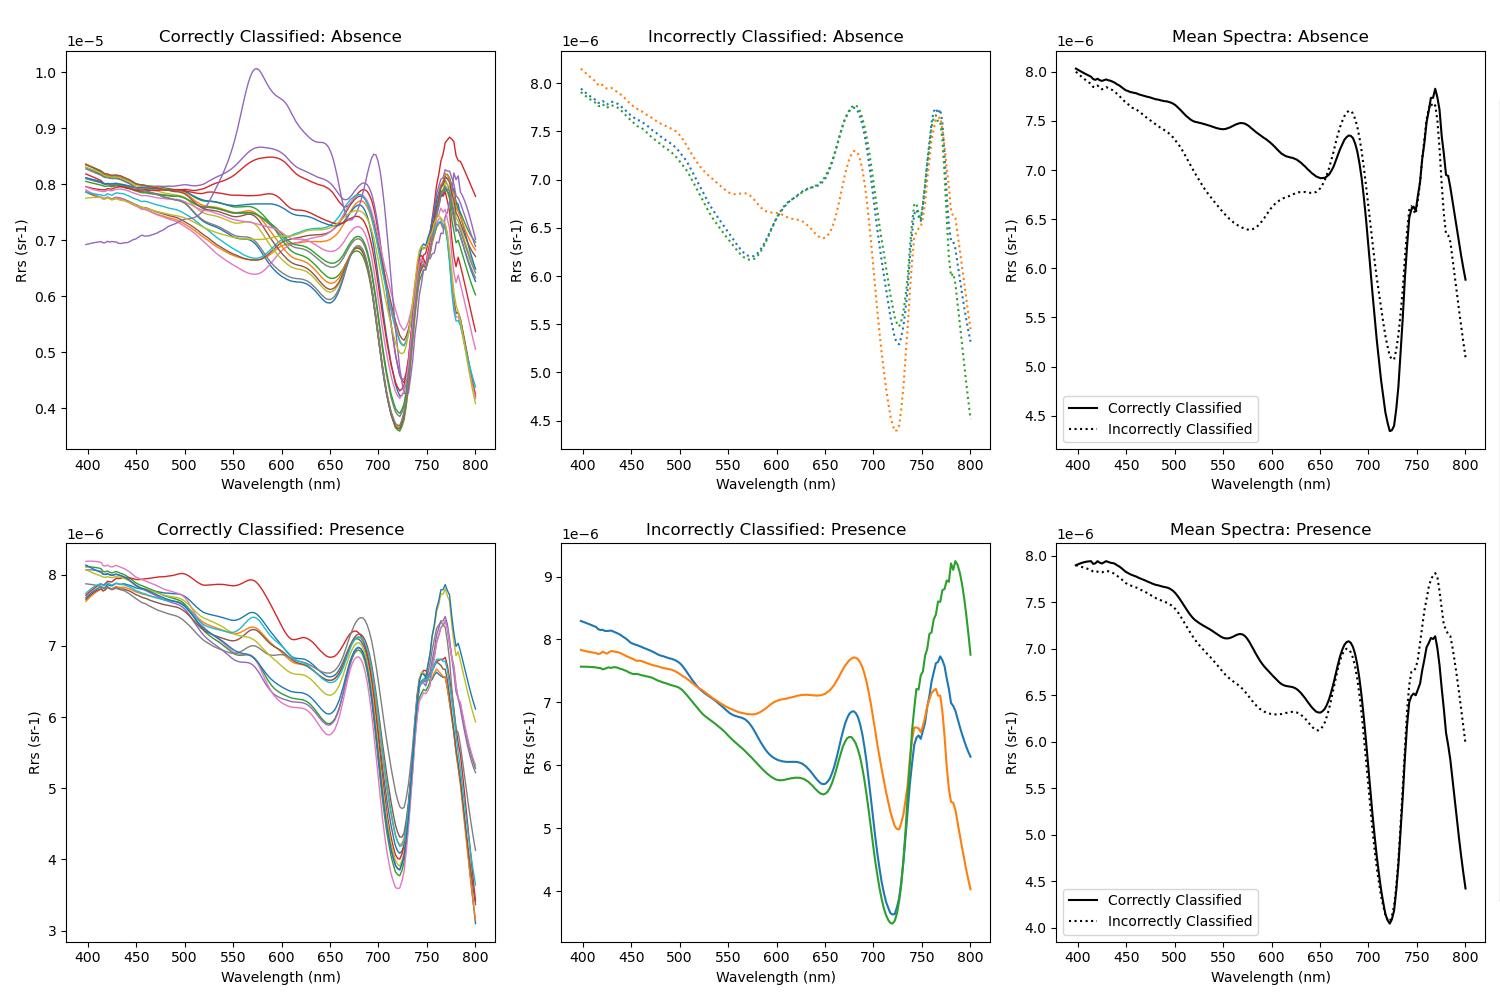 Correctly Classified: Absence
1e−5
Rrs (sr-1)
1.0
0.9
0.8
0.7
0.6
0.5
0.4
400 450 500 550 600 650 700 750 800
Wavelength (nm)
Incorrectly Classified: Absence
1e−6
Rrs (sr-1)
8.0
7.5
7.0
6.5
6.0
5.5
5.0
4.5
400 450 500 550 600 650 700 750 800
Wavelength (nm)
Mean Spectra: Absence
1e−6
Rrs (sr-1)
8.0
7.5
7.0
6.5
6.0
5.5
5.0
4.5
Correctly Classified
Incorrectly Classified
400 450 500 550 600 650 700 750 800
Wavelength (nm)
Correctly Classified: Presence
1e−6
Rrs (sr-1)
8
7
6
5
4
3
400 450 500 550 600 650 700 750 800
Wavelength (nm)
Incorrectly Classified: Presence
1e−6
Rrs (sr-1)
9
8
7
6
5
4
400 450 500 550 600 650 700 750 800
Wavelength (nm)
Mean Spectra: Presence
1e−6
Rrs (sr-1)
8.0
7.5
7.0
6.5
6.0
5.5
5.0
4.5
4.0
Correctly Classified
Incorrectly Classified
400 450 500 550 600 650 700 750 800
Wavelength (nm)